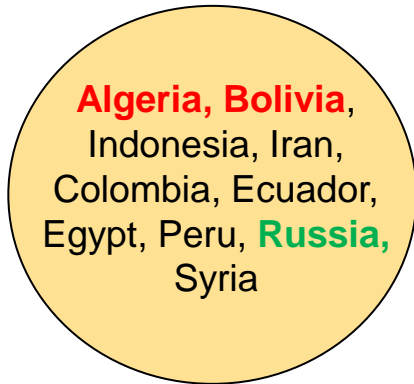 Algeria, Bolivia,
Indonesia, Iran,
Colombia, Ecuador,
Egypt, Peru, Russia,
Syria